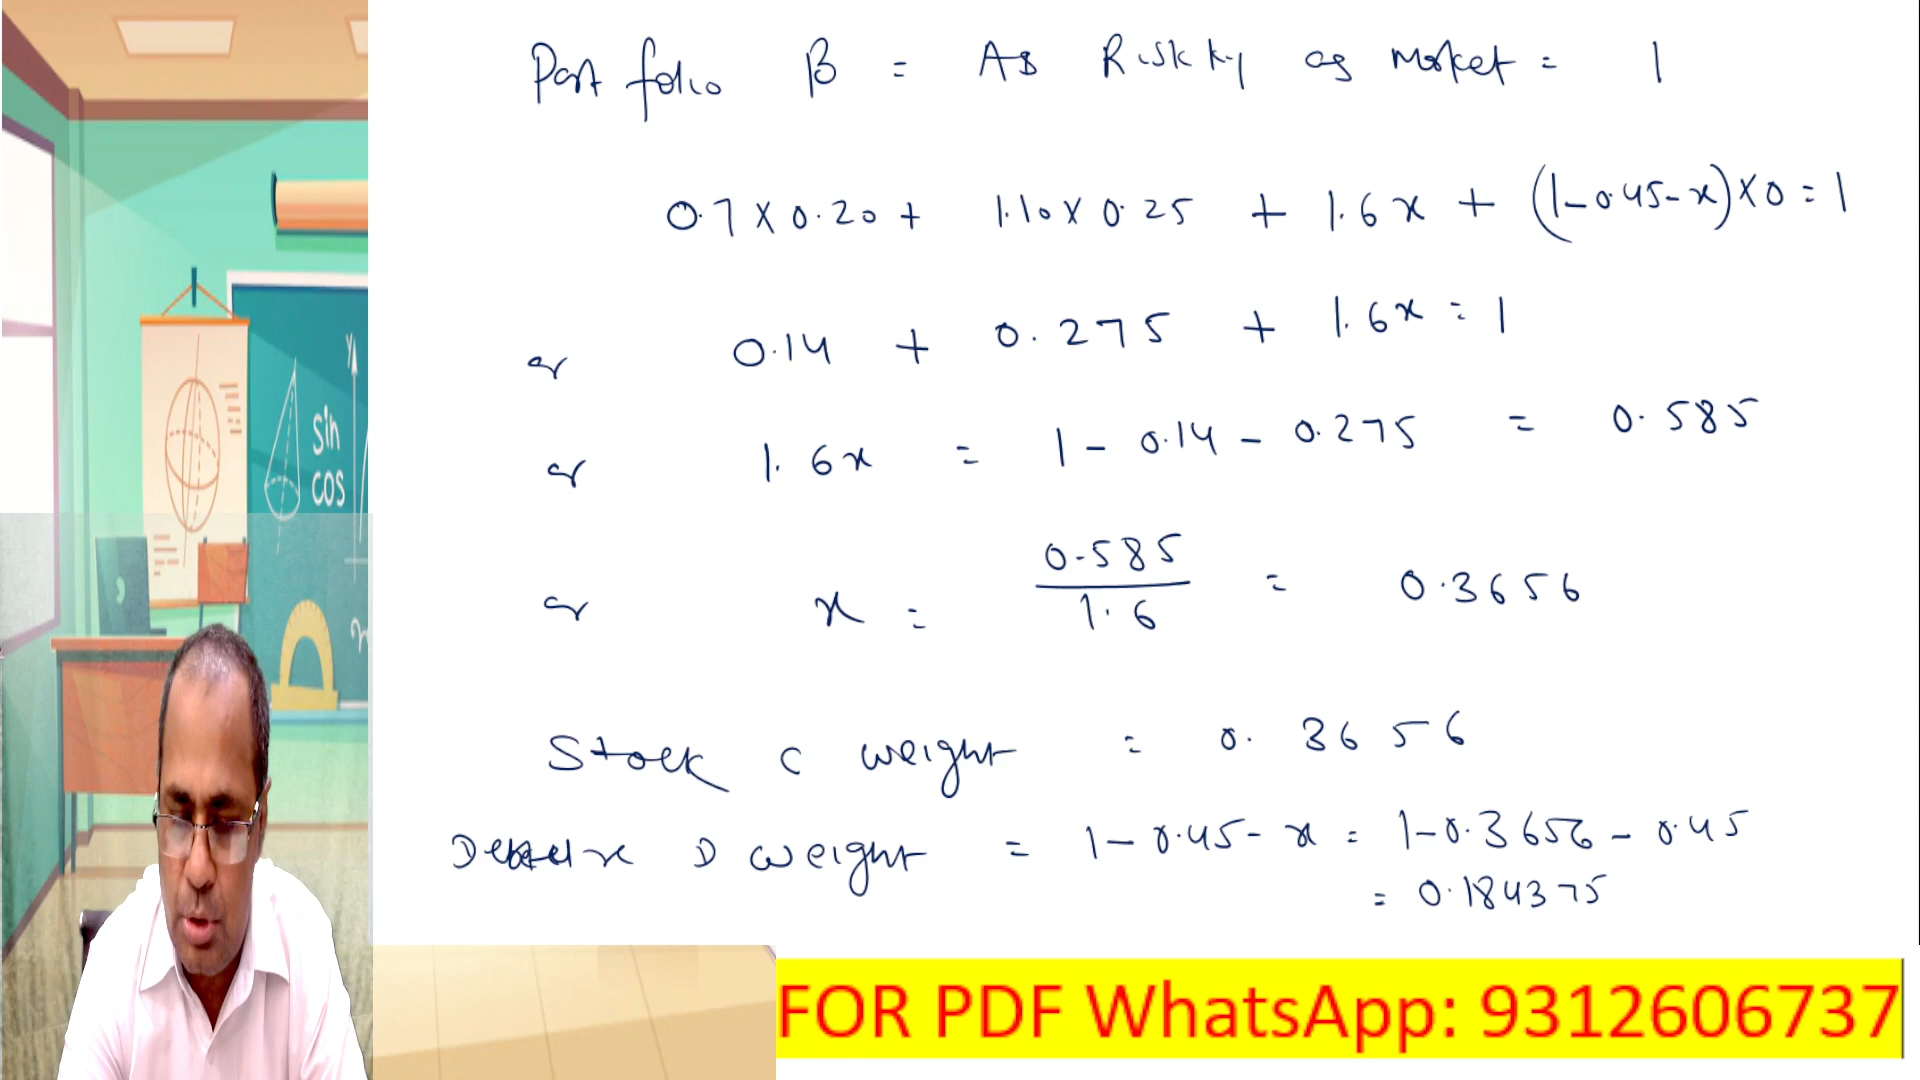 Portfolio β = As Riskky as market = 1
0.7 X 0.20 + 1.10 X 0.25 + 1.6x + (1-0.45-x) X 0 = 1
or 0.14 + 0.275 + 1.6x = 1
or 1.6x = 1 - 0.14 - 0.275 = 0.585
or x = 0.585 / 1.6 = 0.3656
Stock C weight = 0.3656
D weight = 1 - 0.45 - x = 1 - 0.3656 - 0.45
= 0.184375
sin
cos
y
FOR PDF WhatsApp: 9312606737